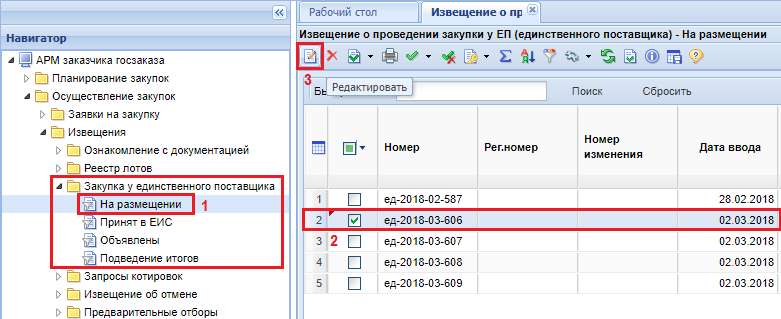 Рабочий стол
Извещение о пр
Навигатор
Извещение о проведении закупки у ЕП (единственного поставщика) - На размещении
АРМ заказчика госзаказа
Планирование закупок
Осуществление закупок
Заявки на закупку
Извещения
Ознакомление с документацией
Реестр лотов
Закупка у единственного поставщика
На размещении
1
Принят в ЕИС
Объявлены
Подведение итогов
Запросы котировок
Извещение об отмене
Предварительные отборы
3
Редактировать
Бы
Поиск
Сбросить
Номер
Рег.номер
Номер изменения
Дата ввода
1 ед-2018-02-587 28.02.2018
2 ед-2018-03-606 02.03.2018
3 2 ед-2018-03-607 02.03.2018
4 ед-2018-03-608 02.03.2018
5 ед-2018-03-609 02.03.2018